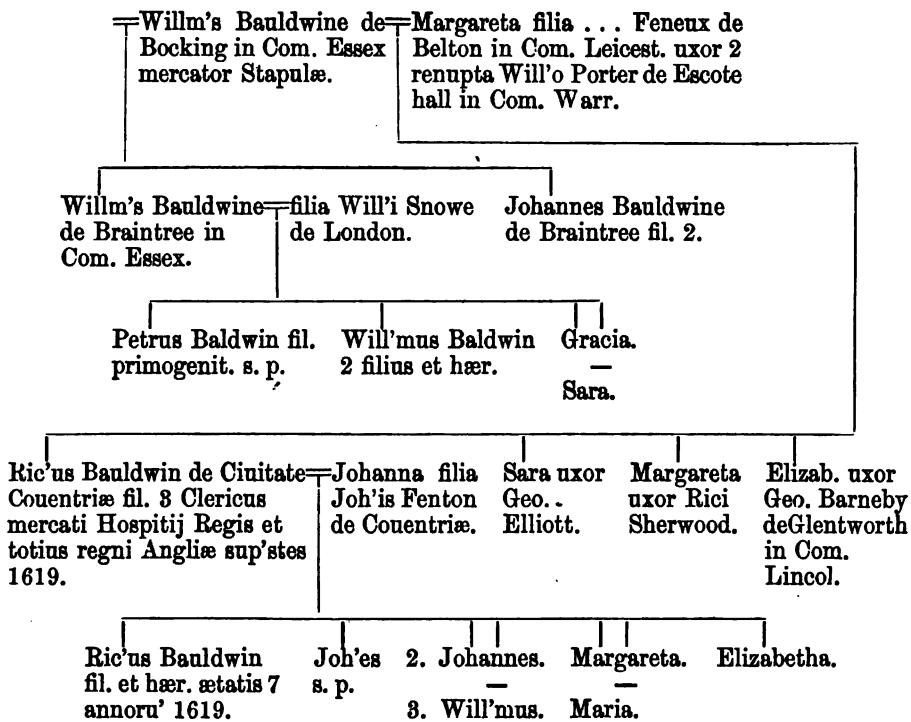 Willm's Bauldwine de
Bocking in Com. Essex
mercator Stapulæ.
Margareta filia ... Feneux de
Belton in Com. Leicest. uxor 2
renupta Will'o Porter de Escote
hall in Com. Warr.
Willm's Bauldwine
de Braintree in
Com. Essex.
filia Will'i Snowe
de London.
Johannes Bauldwine
de Braintree fil. 2.
Petrus Baldwin fil.
primogenit. s. p.
Will'mus Baldwin
2 filius et hær.
Gracia.
—
Sara.
Ric'us Bauldwin de Ciuitate
Couentriæ fil. 3 Clericus
mercati Hospitij Regis et
totius regni Angliæ sup'stes
1619.
Johanna filia
Joh'is Fenton
de Couentriæ.
Sara uxor
Geo.
Elliott.
Margareta
uxor Rici
Sherwood.
Elizab. uxor
Geo. Barneby
deGlentworth
in Com.
Lincol.
Ric'us Bauldwin
fil. et hær. ætatis 7
annoru' 1619.
Joh'es
s. p.
2. Johannes.
—
3. Will'mus.
Margareta.
—
Maria.
Elizabetha.